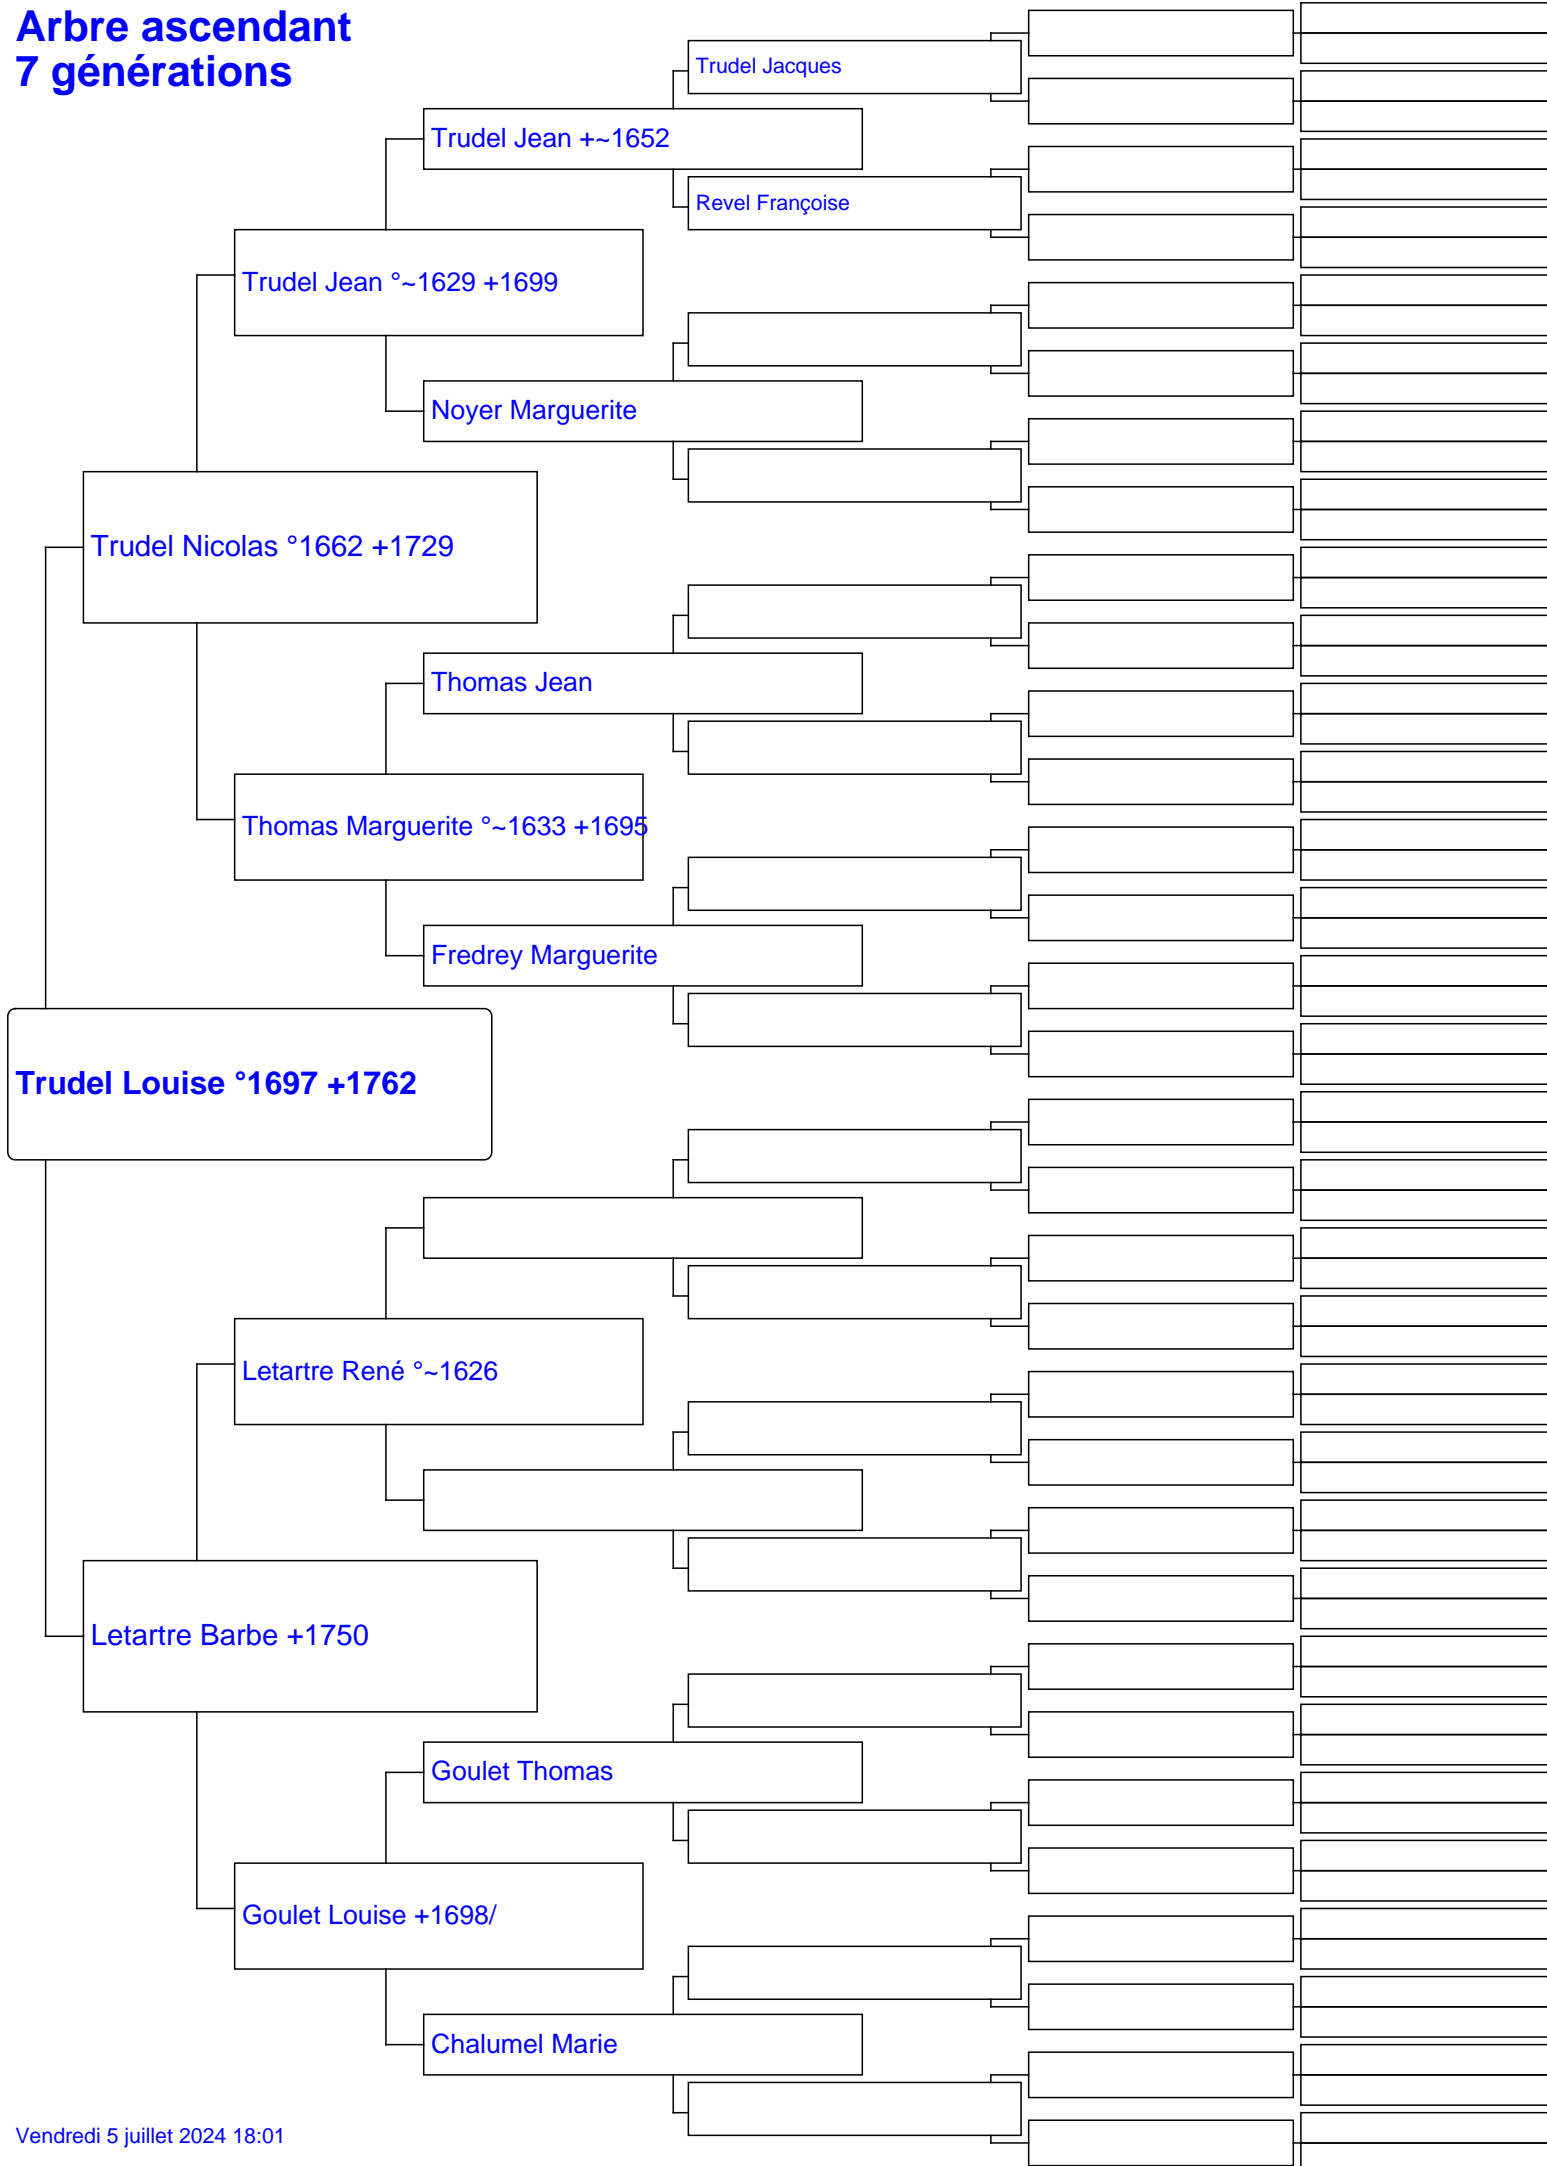 Arbre ascendant
7 générations
Trudel Jacques
Trudel Jean +~1652
Revel Françoise
Trudel Jean °~1629 +1699
Noyer Marguerite
Trudel Nicolas °1662 +1729
Thomas Jean
Thomas Marguerite °~1633 +1695
Fredrey Marguerite
Trudel Louise °1697 +1762
Letartre René °~1626
Letartre Barbe +1750
Goulet Thomas
Goulet Louise +1698/
Chalumel Marie
Vendredi 5 juillet 2024 18:01